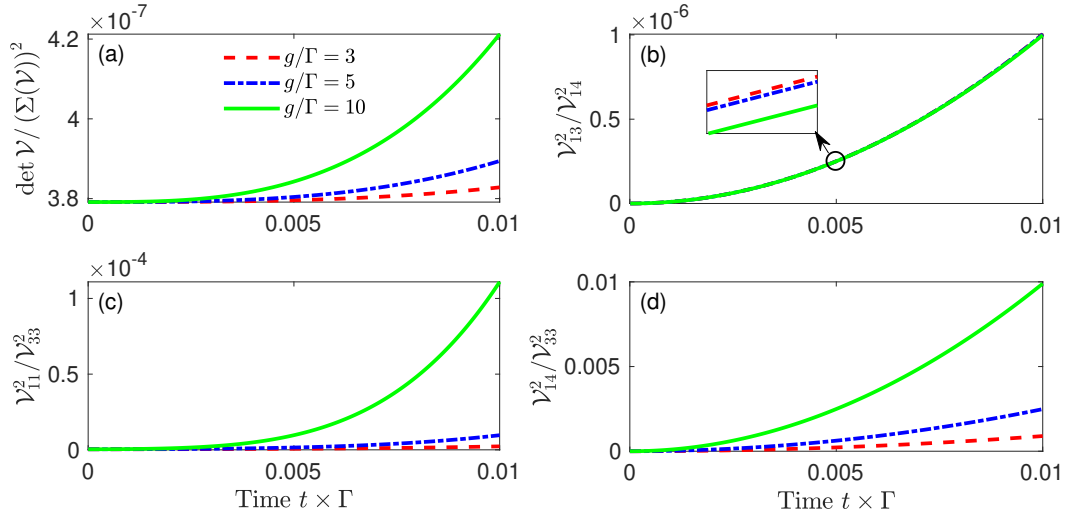 ×10⁻⁷
(a)
g/Γ = 3
g/Γ = 5
g/Γ = 10
4.2
4
3.8
det 𝒱 / (Σ(𝒱))²
0
0.005
0.01
×10⁻⁶
(b)
1
0.5
0
𝒱²₁₃/𝒱²₁₄
0
0.005
0.01
×10⁻⁴
(c)
1
0.5
0
𝒱²₁₁/𝒱²₃₃
0
0.005
0.01
Time t × Γ
(d)
0.01
0.005
0
𝒱²₁₄/𝒱²₃₃
0
0.005
0.01
Time t × Γ